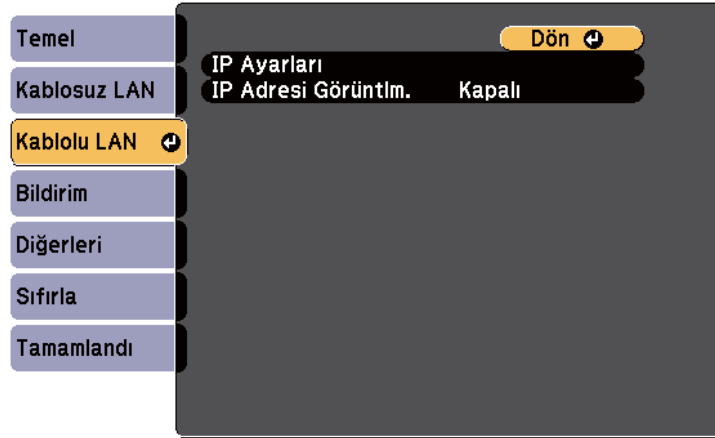 Temel
Kablosuz LAN
Kablolu LAN
Bildirim
Diğerleri
Sıfırla
Tamamlandı
Dön
IP Ayarları
IP Adresi Görüntlm. Kapalı